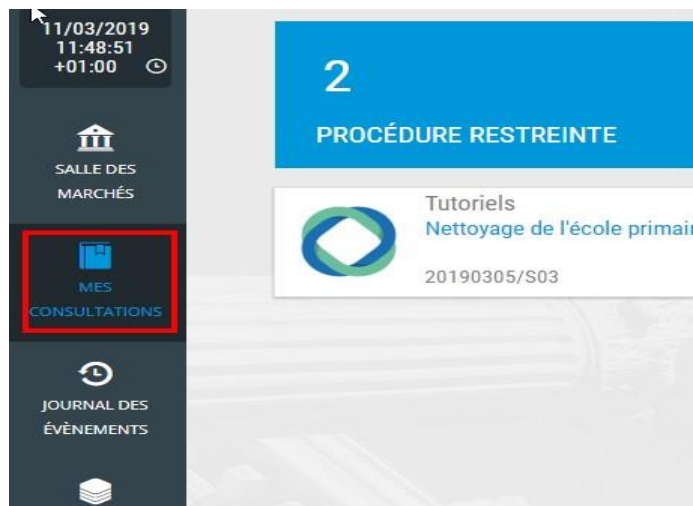 11/03/2019
11:48:51
+01:00
SALLE DES
MARCHÉS
MES
CONSULTATIONS
JOURNAL DES
ÉVÈNEMENTS
2
PROCÉDURE RESTREINTE
Tutoriels
Nettoyage de l'école primair
20190305/S03